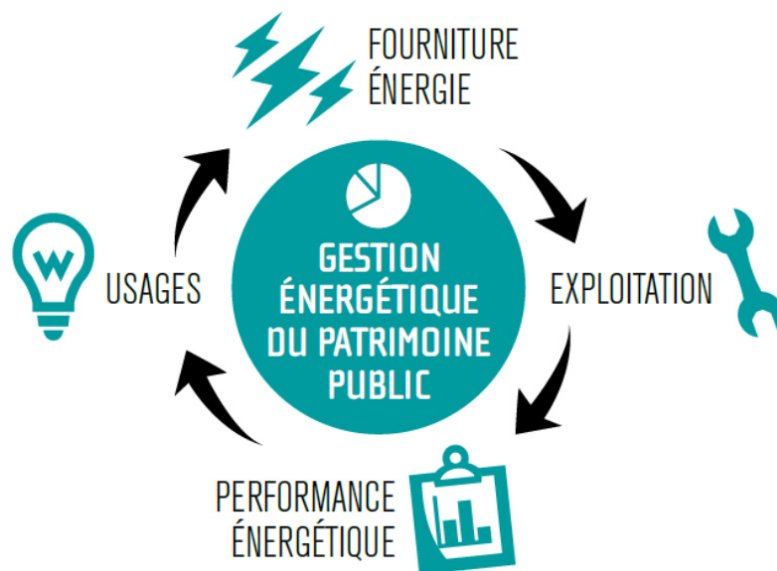 FOURNITURE
ÉNERGIE
EXPLOITATION
PERFORMANCE
ÉNERGÉTIQUE
W
USAGES
GESTION
ÉNERGÉTIQUE
DU PATRIMOINE
PUBLIC